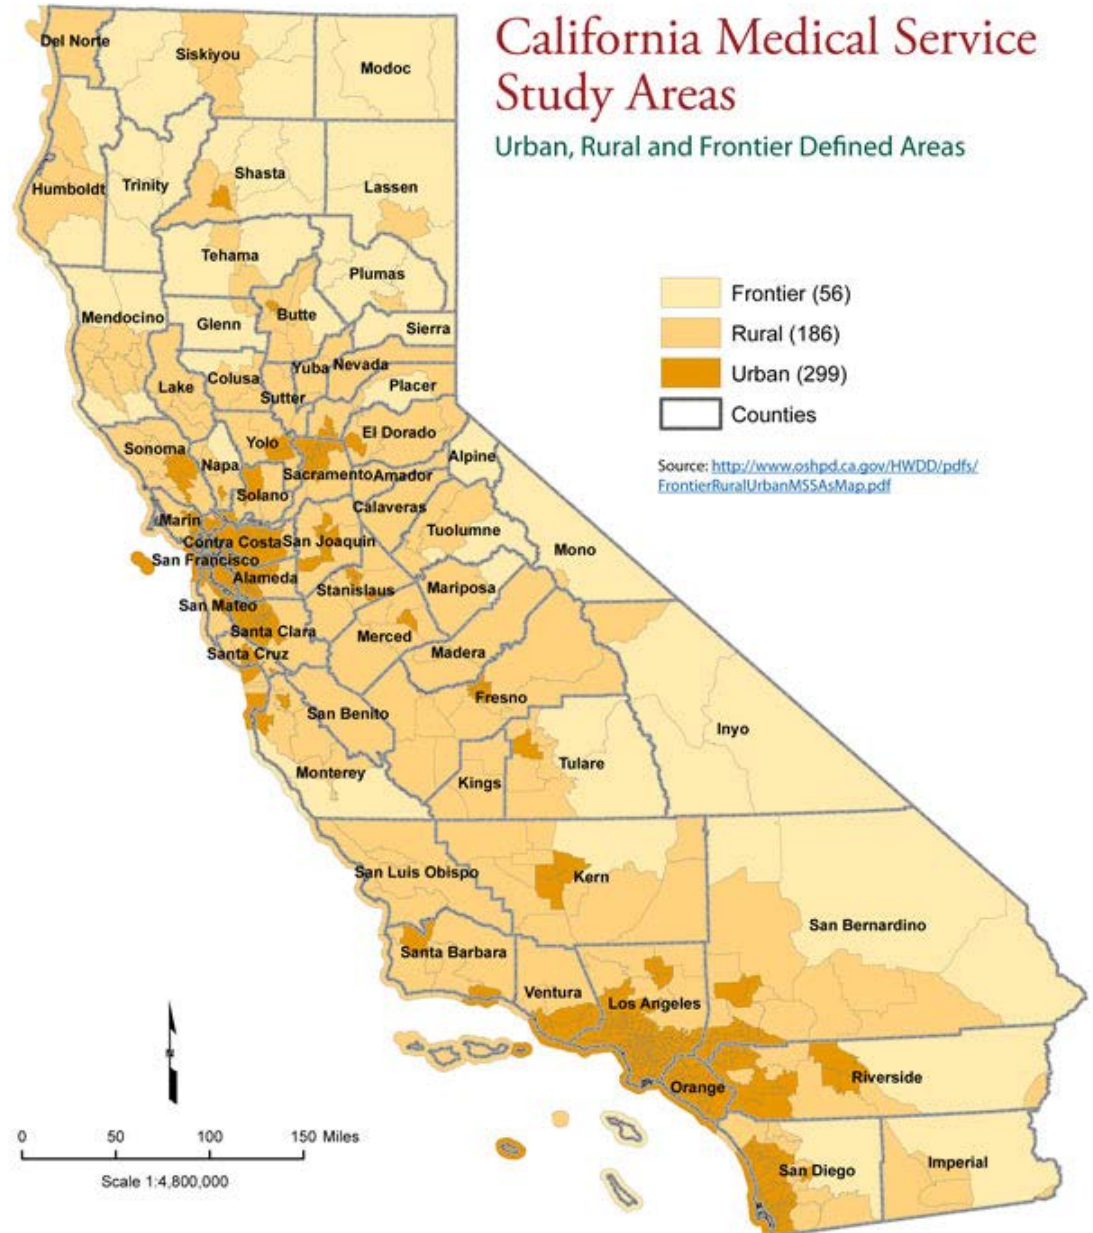 California Medical Service
Study Areas
Urban, Rural and Frontier Defined Areas
Del Norte
Siskiyou
Modoc
Humboldt
Trinity
Shasta
Lassen
Tehama
Plumas
Mendocino
Glenn
Butte
Sierra
Lake
Colusa
Yuba
Nevada
Sutter
Placer
Sonoma
Napa
Yolo
El Dorado
Alpine
Solano
Sacramento
Amador
Marin
Calaveras
Contra Costa
San Joaquin
Tuolumne
Mono
San Francisco
Alameda
Stanislaus
Mariposa
San Mateo
Santa Clara
Merced
Santa Cruz
Madera
Fresno
San Benito
Inyo
Monterey
Kings
Tulare
San Luis Obispo
Kern
San Bernardino
Santa Barbara
Ventura
Los Angeles
Orange
Riverside
San Diego
Imperial
Frontier (56)
Rural (186)
Urban (299)
Counties
Source: http://www.oshpd.ca.gov/HWDD/pdfs/
FrontierRuralUrbanMSSAsMap.pdf
N
0 50 100 150 Miles
Scale 1:4,800,000